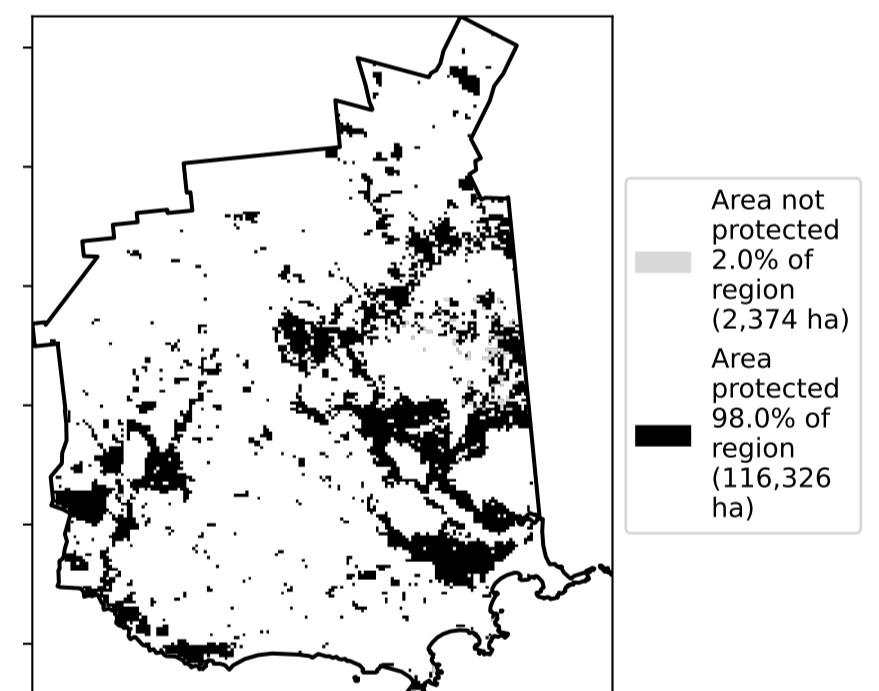 Area not
protected
2.0% of
region
(2,374 ha)
Area
protected
98.0% of
region
(116,326
ha)